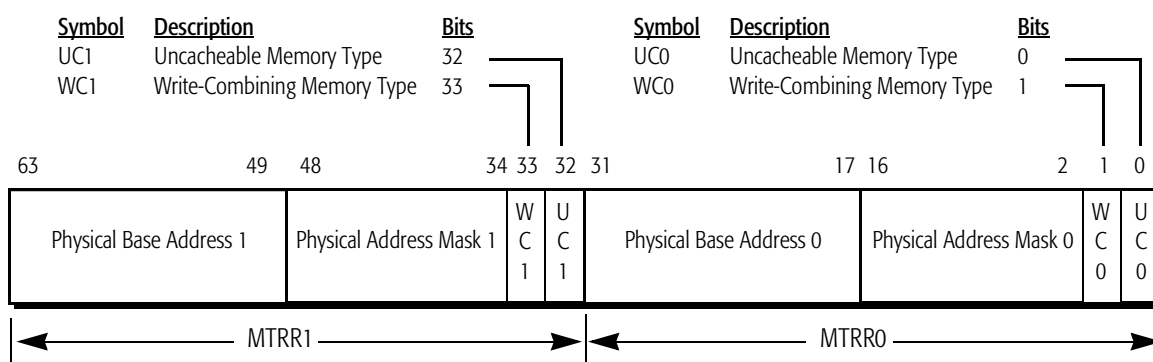 Symbol Description Bits Symbol Description Bits
UC1 Uncacheable Memory Type 32 UC0 Uncacheable Memory Type 0
WC1 Write-Combining Memory Type 33 WC0 Write-Combining Memory Type 1
63 49 48 34 33 32 31 17 16 2 1 0
Physical Base Address 1 Physical Address Mask 1 W C 1 U C 1 Physical Base Address 0 Physical Address Mask 0 W C 0 U C 0
MTRR1 MTRR0